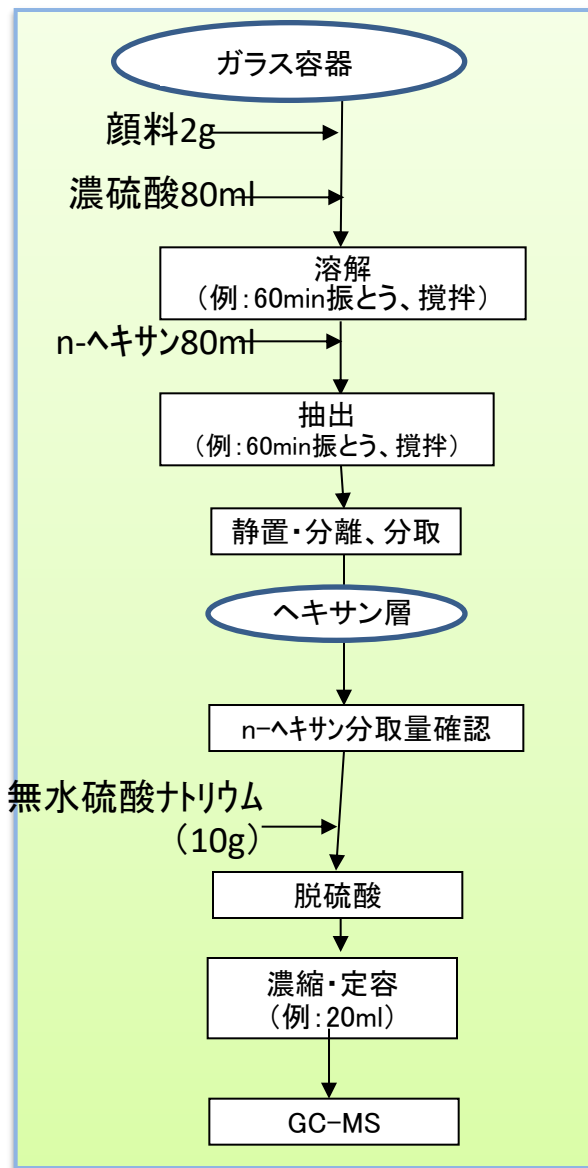 ガラス容器
顔料2g
濃硫酸80ml
溶解
（例：60min振とう、撹拌）
n-ヘキサン80ml
抽出
（例：60min振とう、撹拌）
静置・分離、分取
ヘキサン層
n-ヘキサン分取量確認
無水硫酸ナトリウム
（10g）
脱硫酸
濃縮・定容
（例：20ml）
GC-MS